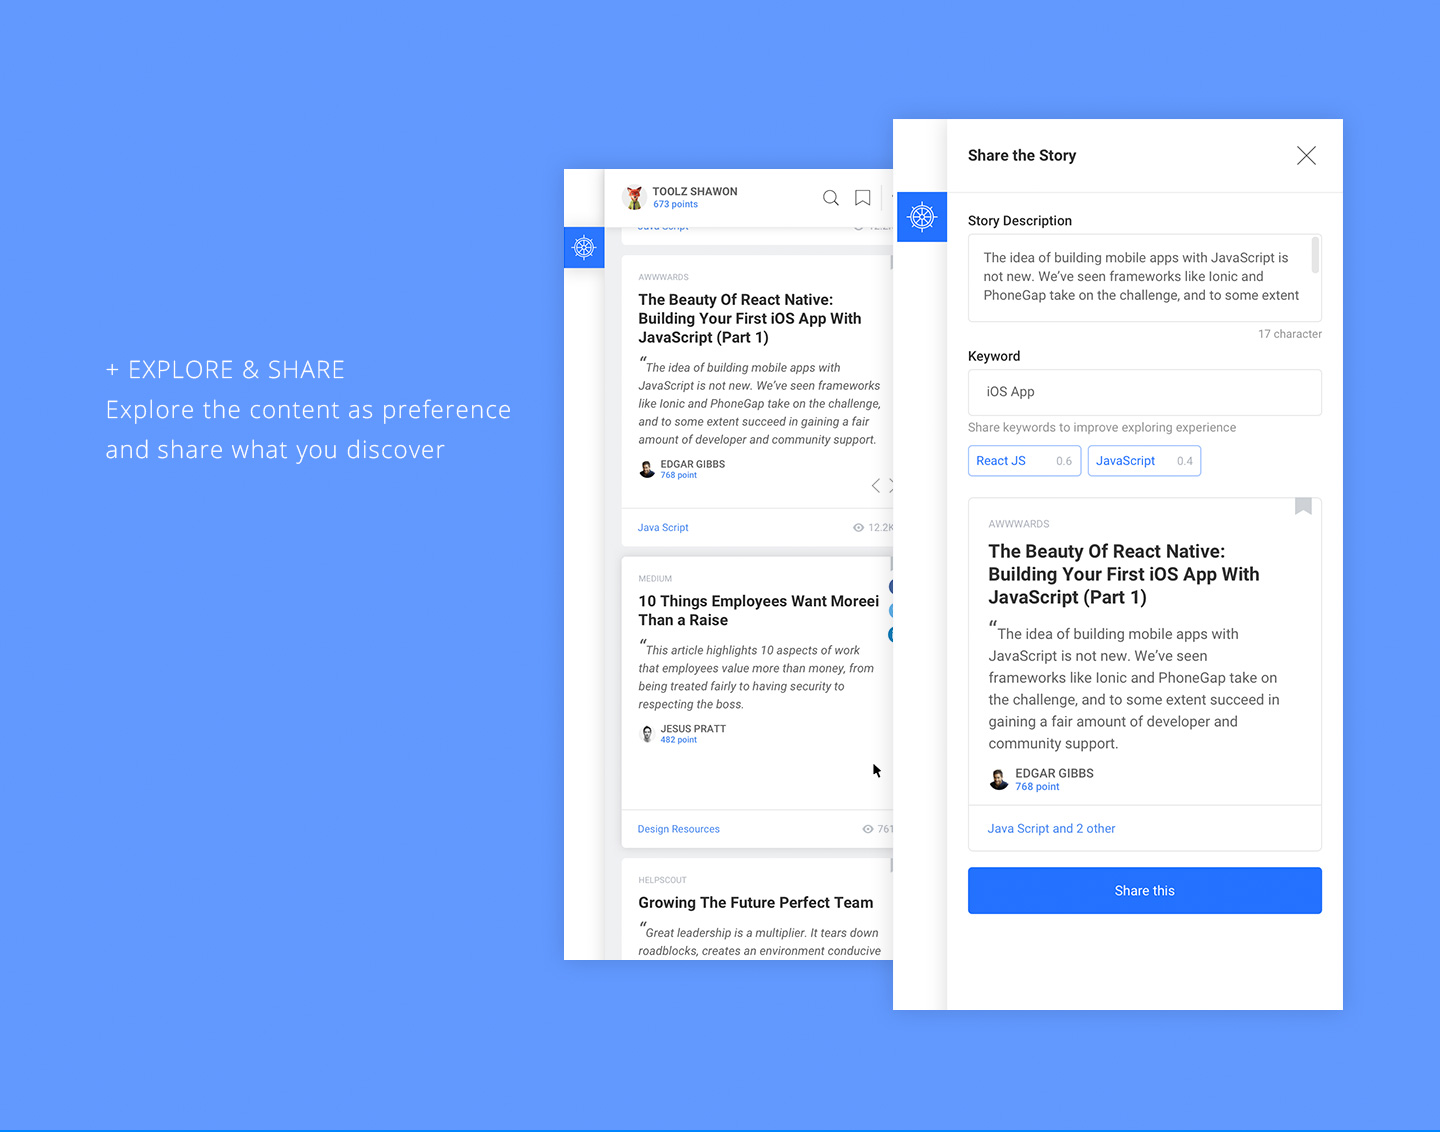 + EXPLORE & SHARE
Explore the content as preference
and share what you discover
TOOLZ SHAWON
673 points
Java Script
12.2K
AWWWARDS
The Beauty Of React Native:
Building Your First iOS App With
JavaScript (Part 1)
“The idea of building mobile apps with
JavaScript is not new. We’ve seen frameworks
like Ionic and PhoneGap take on the challenge,
and to some extent succeed in gaining a fair
amount of developer and community support.
EDGAR GIBBS
768 point
Java Script
12.2K
MEDIUM
10 Things Employees Want Moreei
Than a Raise
“This article highlights 10 aspects of work
that employees value more than money, from
being treated fairly to having security to
respecting the boss.
JESUS PRATT
482 point
Design Resources
761
HELPSCOUT
Growing The Future Perfect Team
“Great leadership is a multiplier. It tears down
roadblocks, creates an environment conducive
Share the Story
Story Description
The idea of building mobile apps with JavaScript is
not new. We’ve seen frameworks like Ionic and
PhoneGap take on the challenge, and to some extent
17 character
Keyword
iOS App
Share keywords to improve exploring experience
React JS 0.6
JavaScript 0.4
AWWWARDS
The Beauty Of React Native:
Building Your First iOS App With
JavaScript (Part 1)
“The idea of building mobile apps with
JavaScript is not new. We’ve seen
frameworks like Ionic and PhoneGap take on
the challenge, and to some extent succeed in
gaining a fair amount of developer and
community support.
EDGAR GIBBS
768 point
Java Script and 2 other
Share this